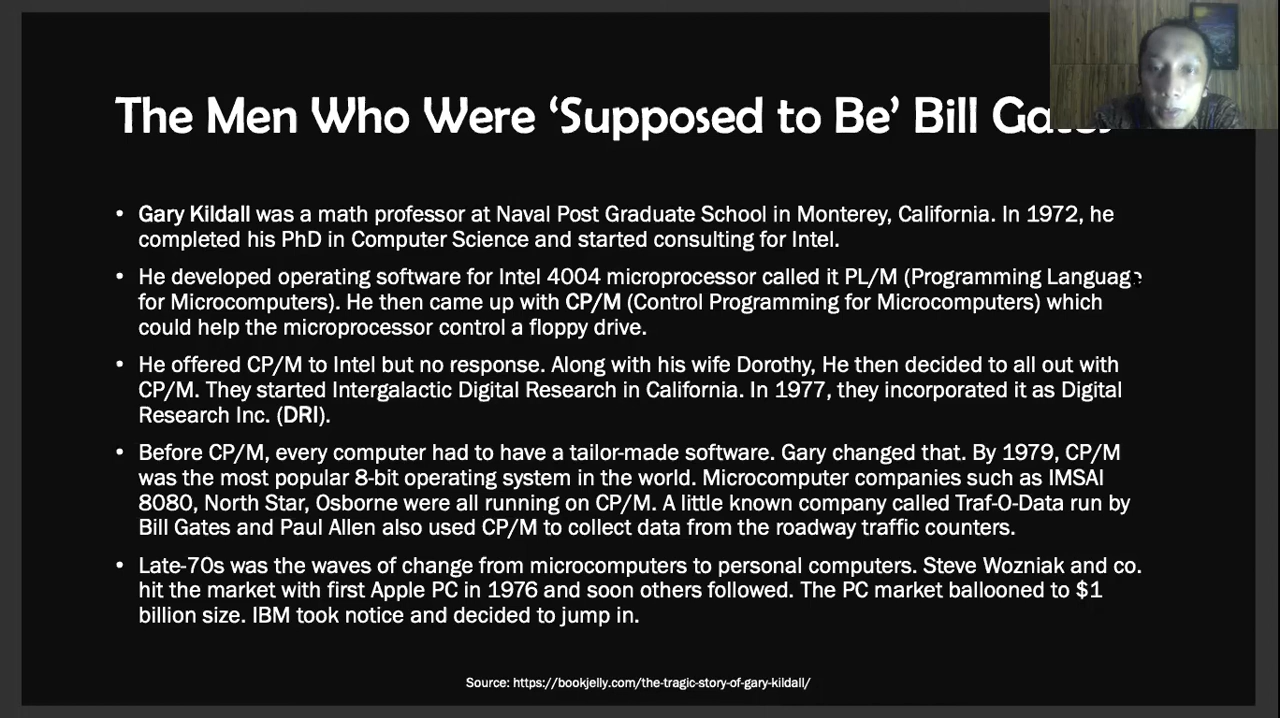 The Men Who Were ‘Supposed to Be’ Bill
• Gary Kildall was a math professor at Naval Post Graduate School in Monterey, California. In 1972, he
completed his PhD in Computer Science and started consulting for Intel.
• He developed operating software for Intel 4004 microprocessor called it PL/M (Programming Language
for Microcomputers). He then came up with CP/M (Control Programming for Microcomputers) which
could help the microprocessor control a floppy drive.
• He offered CP/M to Intel but no response. Along with his wife Dorothy, He then decided to all out with
CP/M. They started Intergalactic Digital Research in California. In 1977, they incorporated it as Digital
Research Inc. (DRI).
• Before CP/M, every computer had to have a tailor-made software. Gary changed that. By 1979, CP/M
was the most popular 8-bit operating system in the world. Microcomputer companies such as IMSAI
8080, North Star, Osborne were all running on CP/M. A little known company called Traf-O-Data run by
Bill Gates and Paul Allen also used CP/M to collect data from the roadway traffic counters.
• Late-70s was the waves of change from microcomputers to personal computers. Steve Wozniak and co.
hit the market with first Apple PC in 1976 and soon others followed. The PC market ballooned to $1
billion size. IBM took notice and decided to jump in.
Source: https://bookjelly.com/the-tragic-story-of-gary-kildall/